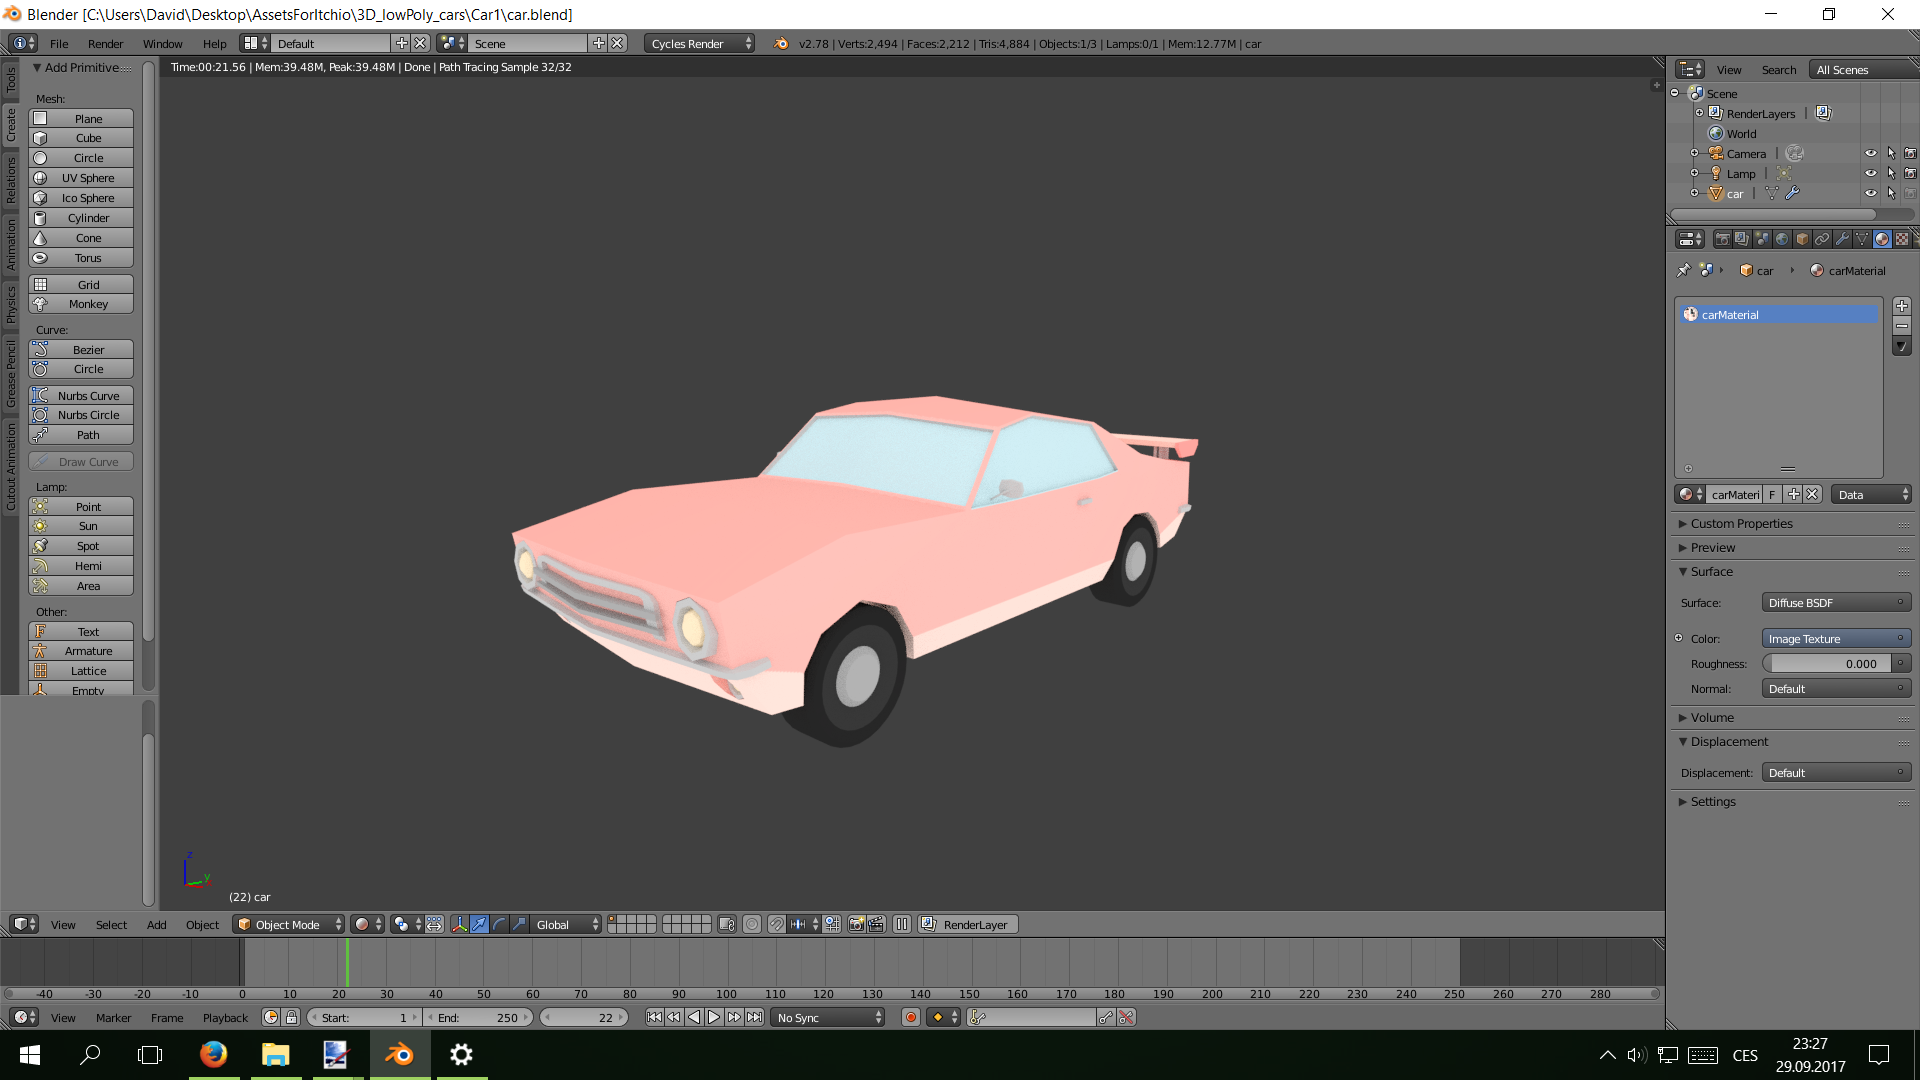 Blender [C:\Users\David\Desktop\AssetsForItchio\3D_lowPoly_cars\Car1\car.blend]
File Render Window Help Default Scene Cycles Render v2.78 | Verts:2,494 | Faces:2,212 | Tris:4,884 | Objects:1/3 | Lamps:0/1 | Mem:12.77M | car
Time:00:21.56 | Mem:39.48M, Peak:39.48M | Done | Path Tracing Sample 32/32
Tools
Create
Relations
Animation
Physics
Grease Pencil
Cutout Animation
Add Primitive
Mesh:
Plane
Cube
Circle
UV Sphere
Ico Sphere
Cylinder
Cone
Torus
Grid
Monkey
Curve:
Bezier
Circle
Nurbs Curve
Nurbs Circle
Path
Draw Curve
Lamp:
Point
Sun
Spot
Hemi
Area
Other:
Text
Armature
Lattice
Empty
z
y
(22) car
View Search All Scenes
Scene
RenderLayers |
World
Camera |
Lamp |
car |
car carMaterial
carMaterial
carMateri F Data
Custom Properties
Preview
Surface
Surface: Diffuse BSDF
Color: Image Texture
Roughness: 0.000
Normal: Default
Volume
Displacement
Displacement: Default
Settings
View Select Add Object Object Mode Global RenderLayer
-40 -30 -20 -10 0 10 20 30 40 50 60 70 80 90 100 110 120 130 140 150 160 170 180 190 200 210 220 230 240 250 260 270 280
View Marker Frame Playback Start: 1 End: 250 22 No Sync
CES
23:27
29.09.2017